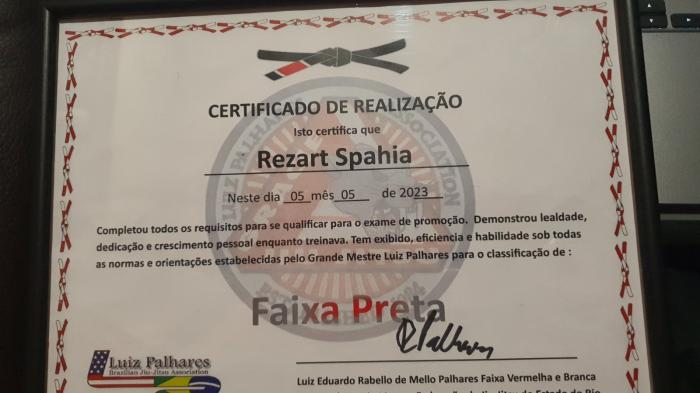 CERTIFICADO DE REALIZAÇÃO
Isto certifica que
Rezart Spahia
Neste dia 05 mês 05 de 2023
Completou todos os requisitos para se qualificar para o exame de promoção. Demonstrou lealdade,
dedicação e crescimento pessoal enquanto treinava. Tem exibido, eficiencia e habilidade sob todas
as normas e orientações estabelecidas pelo Grande Mestre Luiz Palhares para o classificação de :
Faixa Preta
Luiz Palhares
Brazilian Jiu-Jitsu Association
Luiz Eduardo Rabello de Mello Palhares Faixa Vermelha e Branca